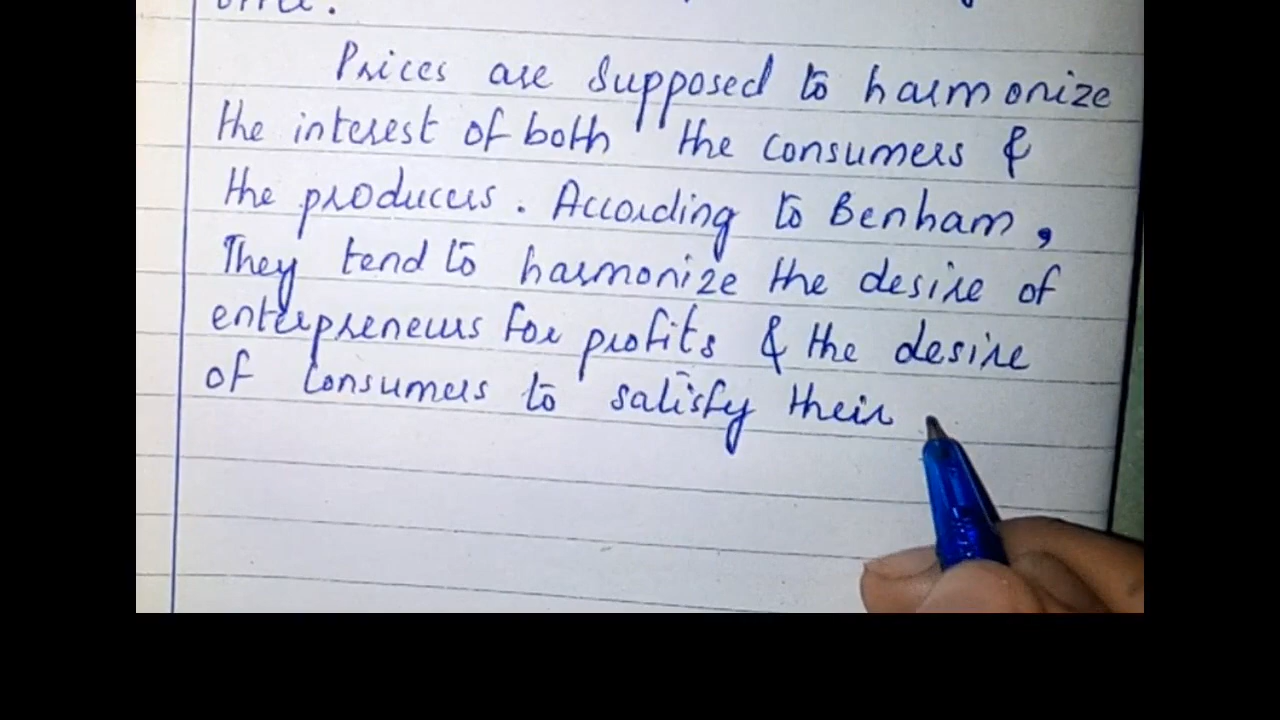 Prices are supposed to harmonize
the interest of both the consumers &
the producers. According to Benham,
They tend to harmonize the desire of
entrepreneurs for profits & the desire
of consumers to satisfy their